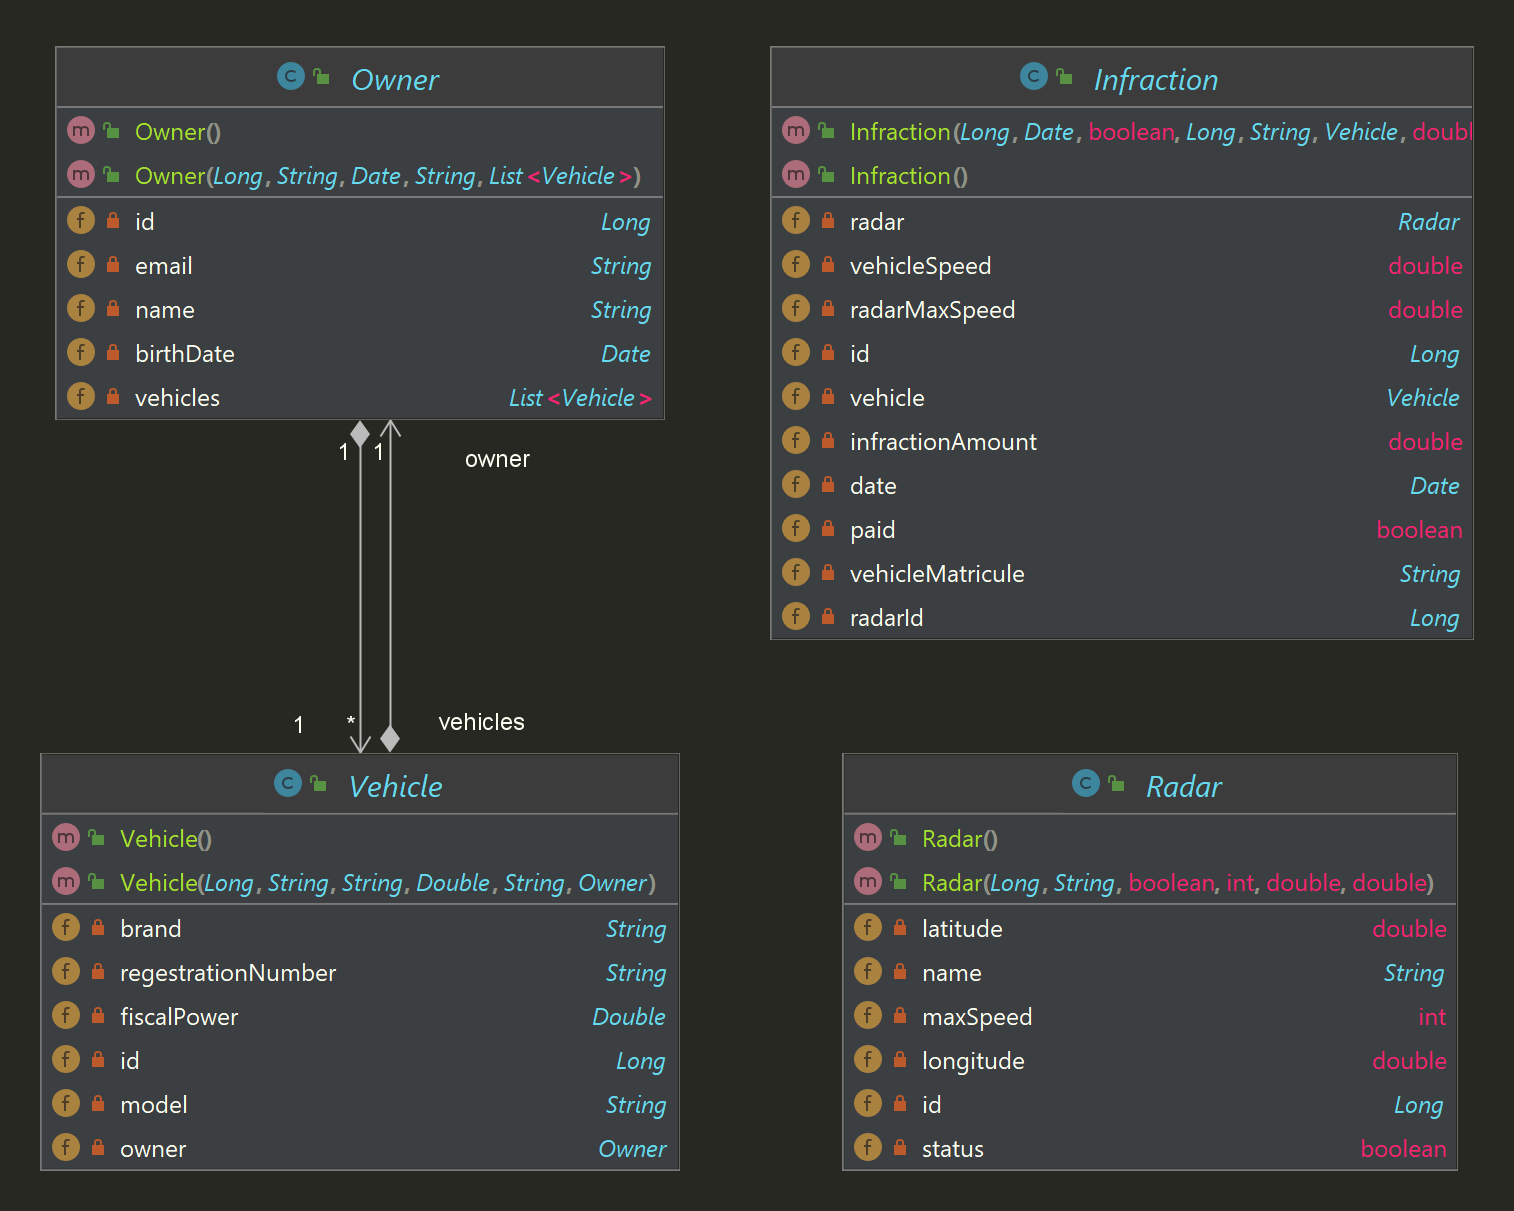 Owner
Owner()
Owner(Long, String, Date, String, List<Vehicle>)
id Long
email String
name String
birthDate Date
vehicles List<Vehicle>
Infraction
Infraction(Long, Date, boolean, Long, String, Vehicle, doubl
Infraction()
radar Radar
vehicleSpeed double
radarMaxSpeed double
id Long
vehicle Vehicle
infractionAmount double
date Date
paid boolean
vehicleMatricule String
radarId Long
1 1 owner
1 * vehicles
Vehicle
Vehicle()
Vehicle(Long, String, String, Double, String, Owner)
brand String
regestrationNumber String
fiscalPower Double
id Long
model String
owner Owner
Radar
Radar()
Radar(Long, String, boolean, int, double, double)
latitude double
name String
maxSpeed int
longitude double
id Long
status boolean